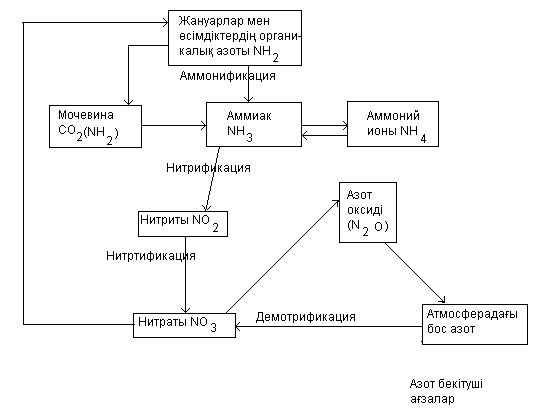 Жануарлар мен
өсімдіктердің органи-
калық азоты NH2
Аммонификация
Мочевина
CO2(NH2)
Аммиак
NH3
Аммоний
ионы NH4
Нитрификация
Азот
оксиді
(N2O)
Нитриты NO2
Нитртификация
Нитраты NO3
Демотрификация
Атмосферадағы
бос азот
Азот бекітуші
ағзалар